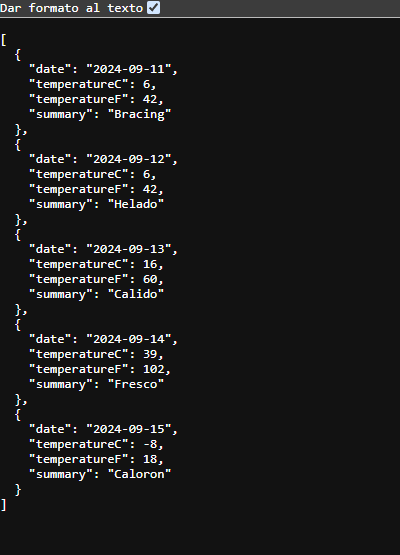 Dar formato al texto
[
  {
    "date": "2024-09-11",
    "temperatureC": 6,
    "temperatureF": 42,
    "summary": "Bracing"
  },
  {
    "date": "2024-09-12",
    "temperatureC": 6,
    "temperatureF": 42,
    "summary": "Helado"
  },
  {
    "date": "2024-09-13",
    "temperatureC": 16,
    "temperatureF": 60,
    "summary": "Calido"
  },
  {
    "date": "2024-09-14",
    "temperatureC": 39,
    "temperatureF": 102,
    "summary": "Fresco"
  },
  {
    "date": "2024-09-15",
    "temperatureC": -8,
    "temperatureF": 18,
    "summary": "Caloron"
  }
]